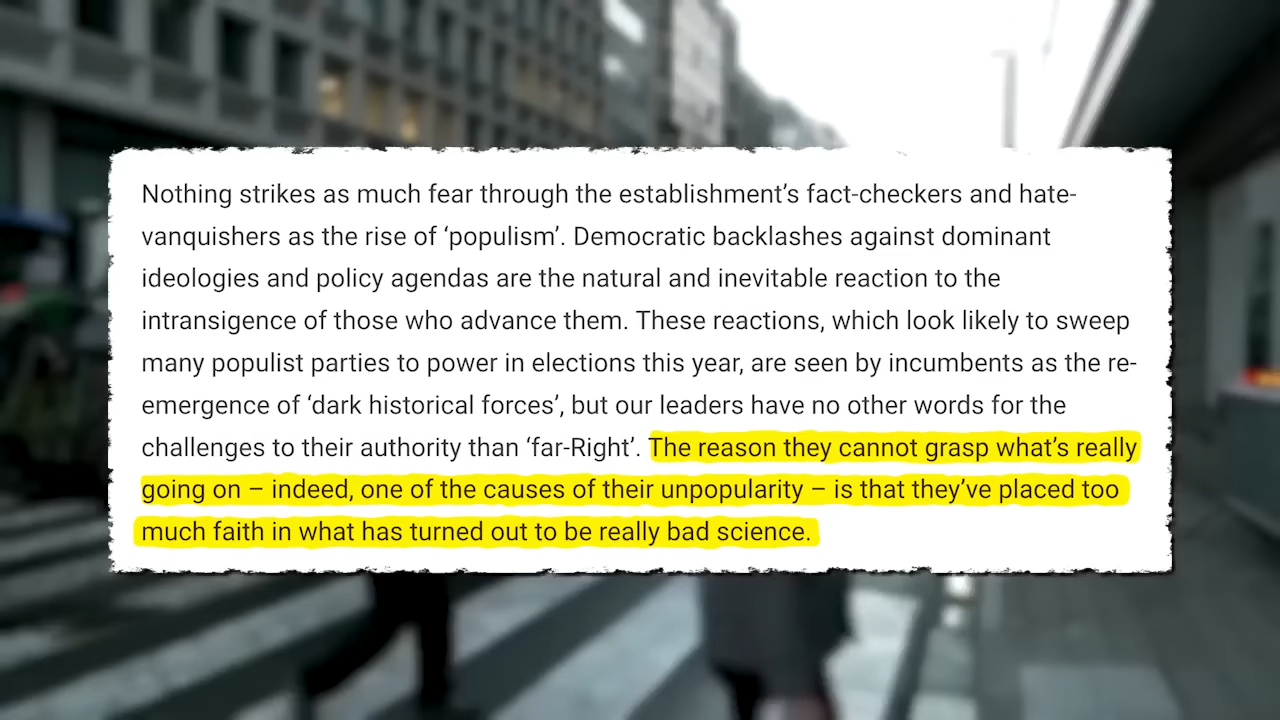 Nothing strikes as much fear through the establishment’s fact-checkers and hate-
vanquishers as the rise of ‘populism’. Democratic backlashes against dominant
ideologies and policy agendas are the natural and inevitable reaction to the
intransigence of those who advance them. These reactions, which look likely to sweep
many populist parties to power in elections this year, are seen by incumbents as the re-
emergence of ‘dark historical forces’, but our leaders have no other words for the
challenges to their authority than ‘far-Right’. The reason they cannot grasp what’s really
going on – indeed, one of the causes of their unpopularity – is that they’ve placed too
much faith in what has turned out to be really bad science.